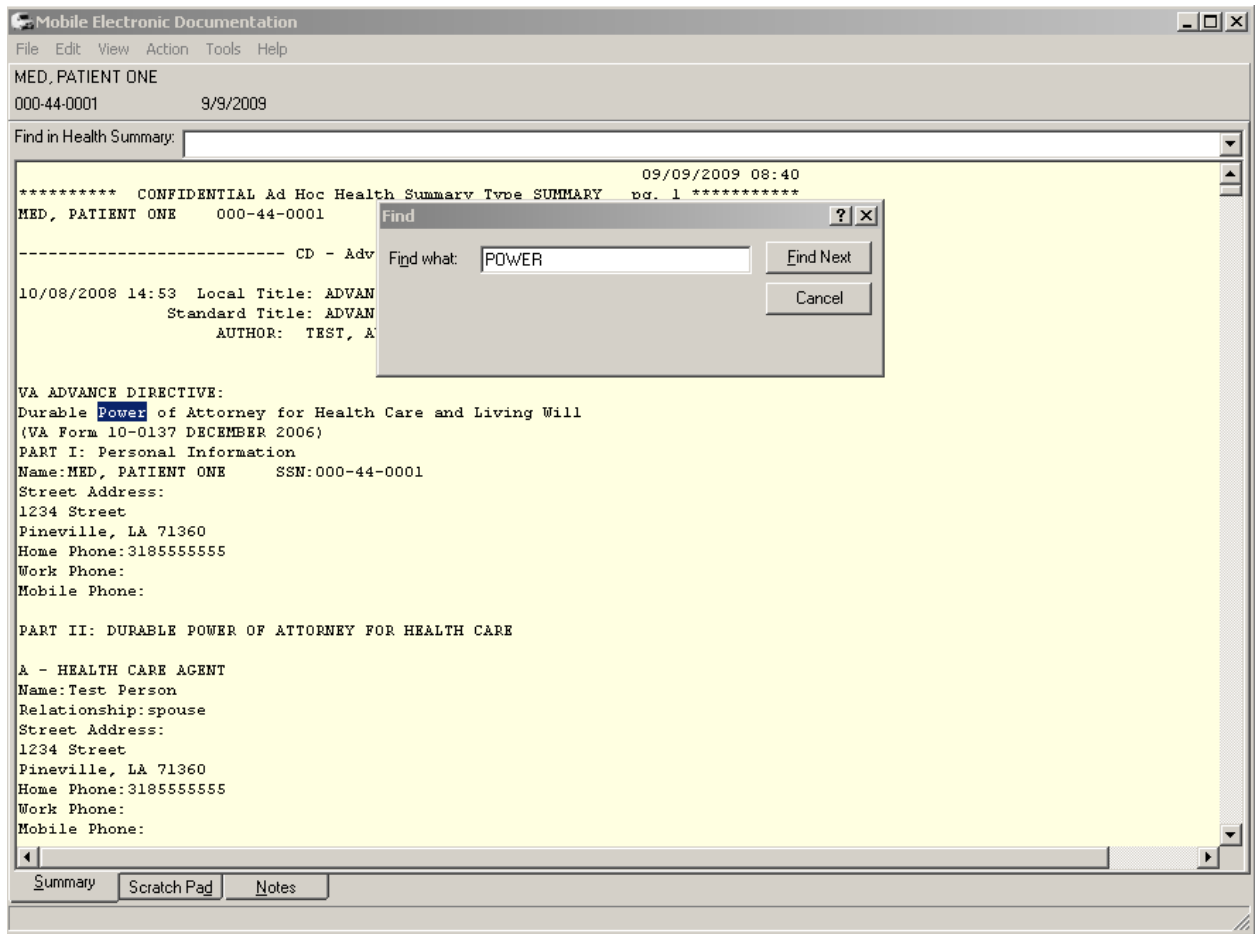 Mobile Electronic Documentation
File Edit View Action Tools Help
MED, PATIENT ONE
000-44-0001 9/9/2009
Find in Health Summary:
09/09/2009 08:40
********** CONFIDENTIAL Ad Hoc Health Summary Type SUMMARY pg. 1 ***********
MED, PATIENT ONE 000-44-0001
--------------------------- CD - Adv
10/08/2008 14:53 Local Title: ADVAN
Standard Title: ADVAN
AUTHOR: TEST, A
Find
Find what: POWER
Find Next
Cancel
VA ADVANCE DIRECTIVE:
Durable Power of Attorney for Health Care and Living Will
(VA Form 10-0137 DECEMBER 2006)
PART I: Personal Information
Name:MED, PATIENT ONE SSN:000-44-0001
Street Address:
1234 Street
Pineville, LA 71360
Home Phone:3185555555
Work Phone:
Mobile Phone:
PART II: DURABLE POWER OF ATTORNEY FOR HEALTH CARE
A - HEALTH CARE AGENT
Name:Test Person
Relationship:spouse
Street Address:
1234 Street
Pineville, LA 71360
Home Phone:3185555555
Work Phone:
Mobile Phone:
Summary Scratch Pad Notes